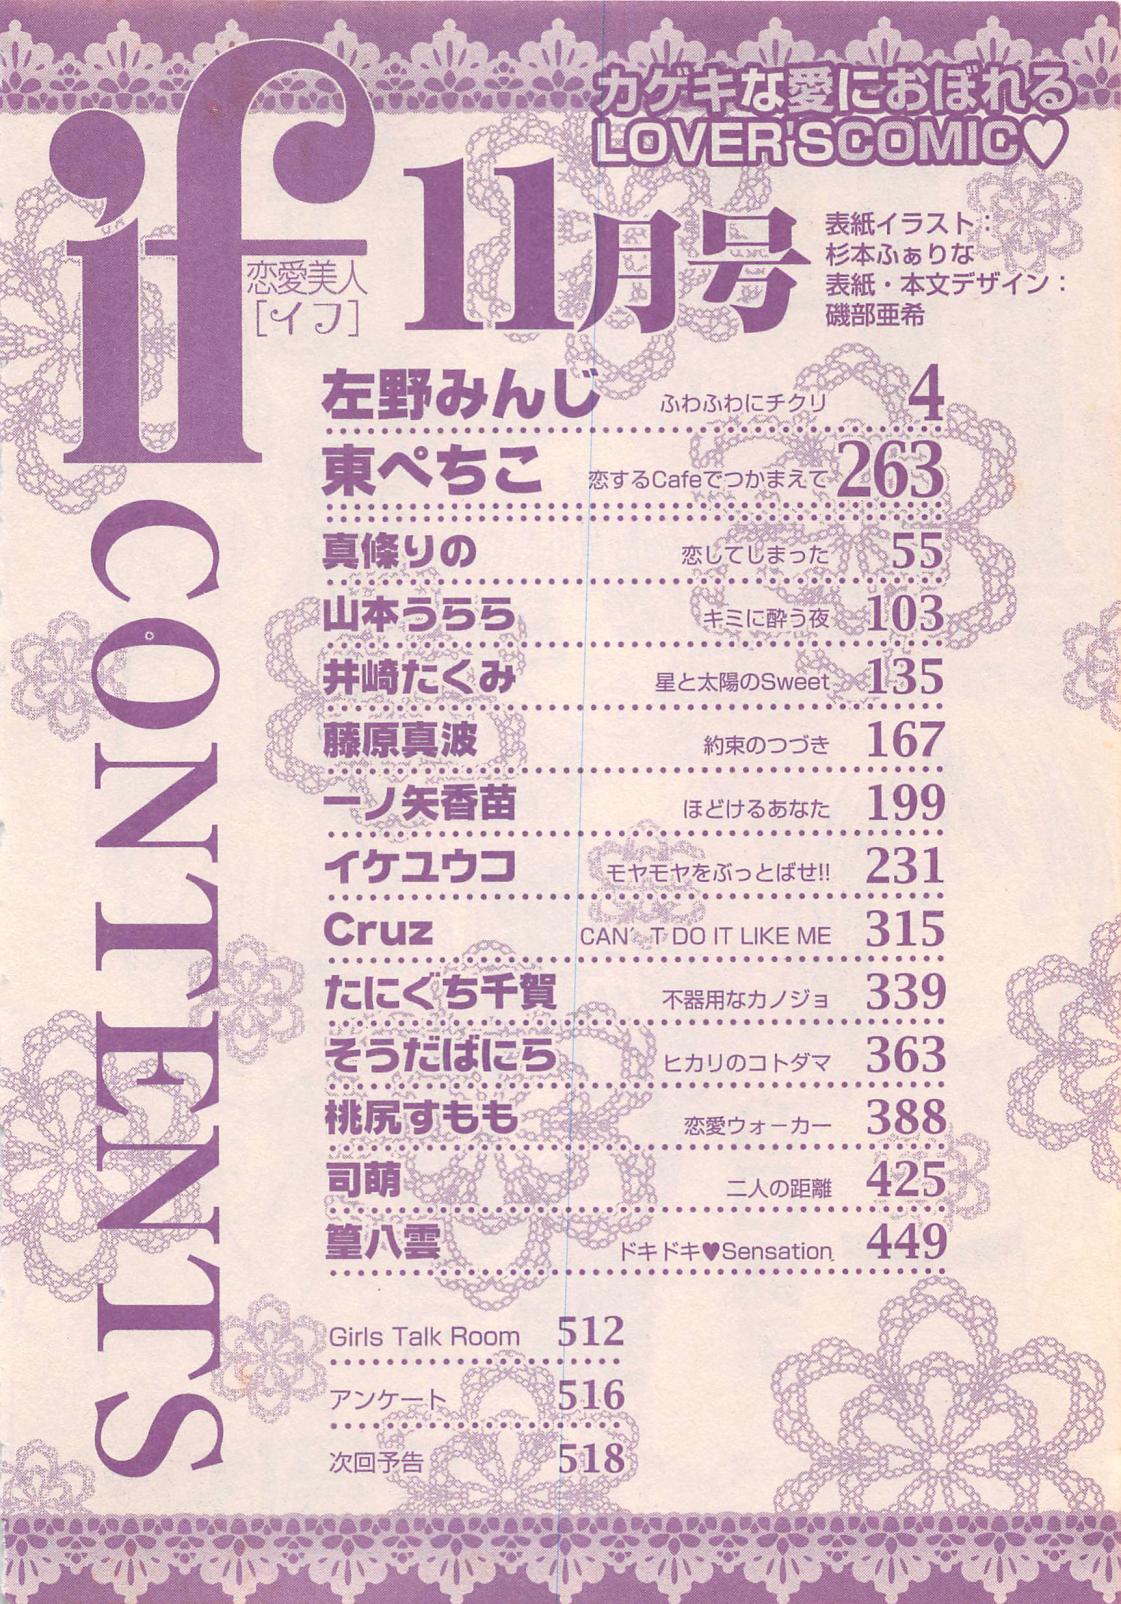 カゲキな愛におぼれる
LOVER'SCOMIC♡
if
恋愛美人
[イフ]
11月号
表紙イラスト:
杉本ふぁりな
表紙・本文デザイン:
磯部亜希
CONTENTS
左野みんじ ふわふわにチクリ 4
東ぺちこ 恋するCafeでつかまえて 263
真條りの 恋してしまった 55
山本うらら キミに酔う夜 103
井崎たくみ 星と太陽のSweet 135
藤原真波 約束のつづき 167
一ノ矢香苗 ほどけるあなた 199
イケユウコ モヤモヤをぶっとばせ!! 231
Cruz CAN'T DO IT LIKE ME 315
たにぐち千賀 不器用なカノジョ 339
そうだばにら ヒカリのコトダマ 363
桃尻すもも 恋愛ウォーカー 388
司萌 二人の距離 425
篁八雲 ドキドキ♥Sensation 449
Girls Talk Room 512
アンケート 516
次回予告 518